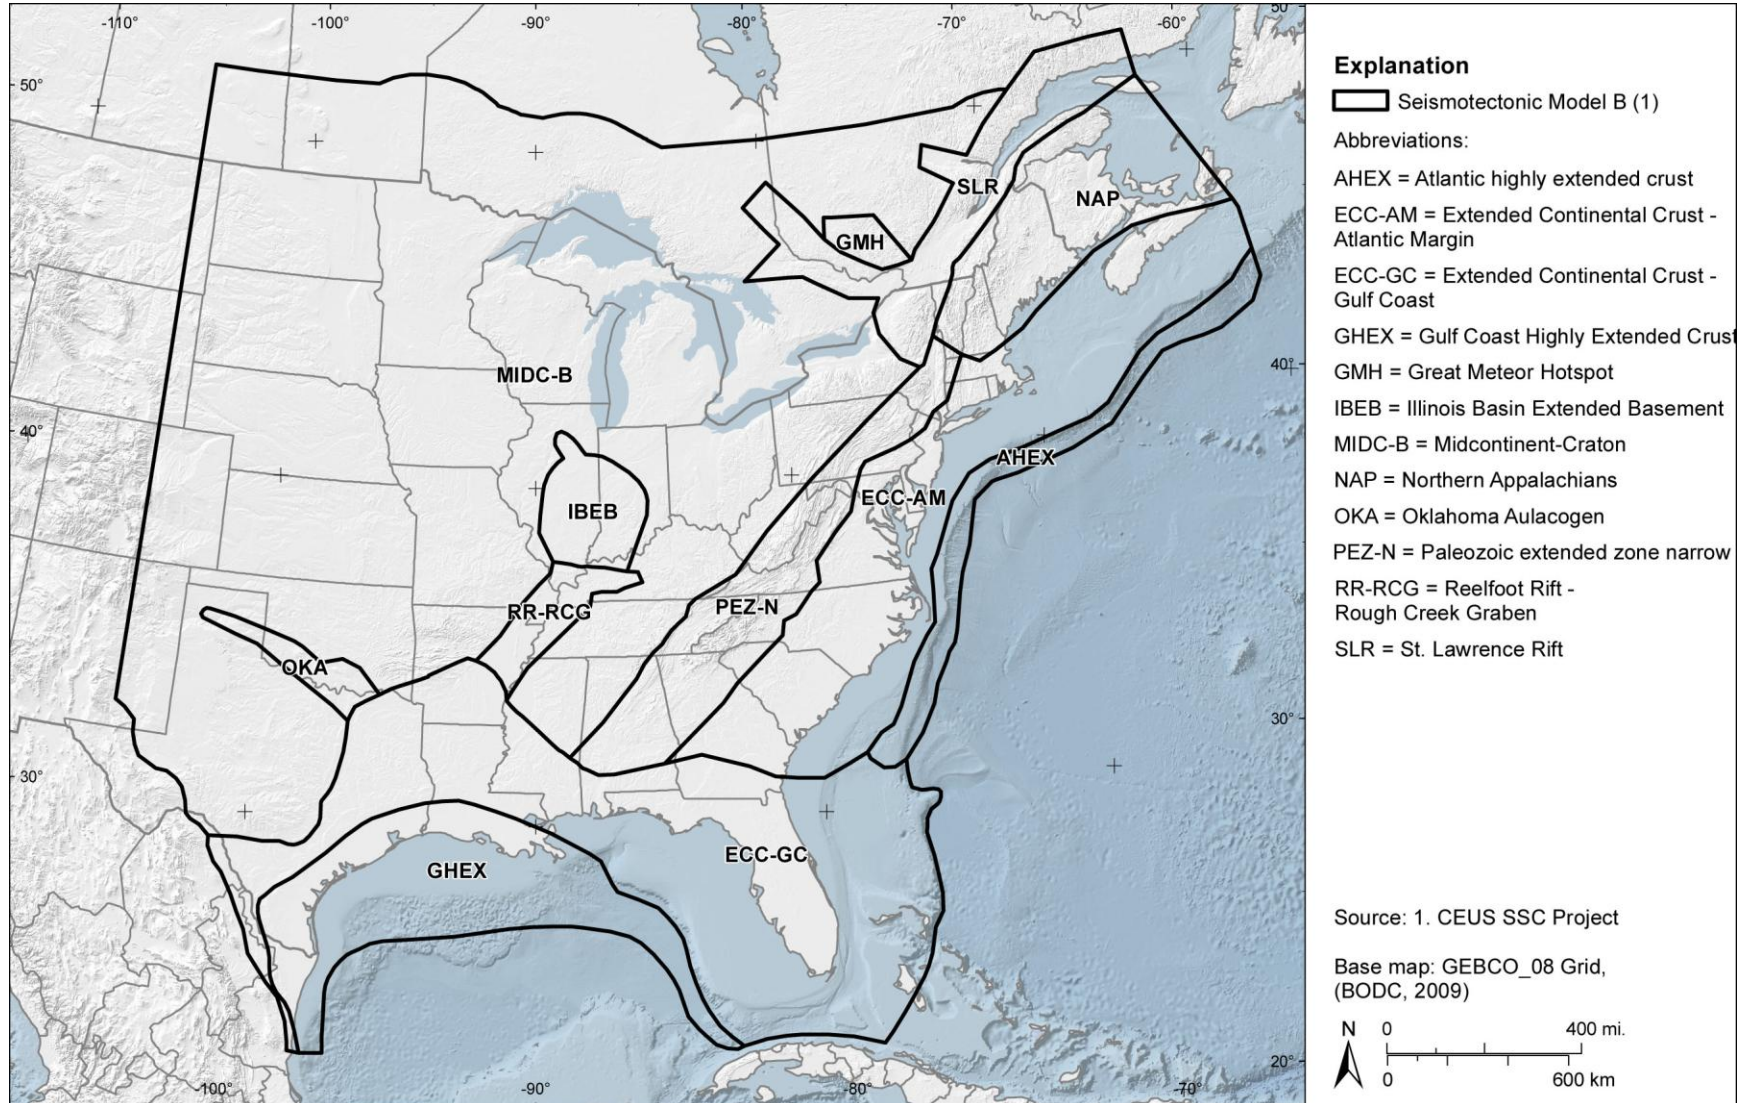 -110°
-100°
-90°
-80°
-70°
-60°
50°
50°
40°
40°
30°
30°
20°
-100°
-90°
-80°
-70°
SLR
NAP
GMH
MIDC-B
AHEX
ECC-AM
IBEB
RR-RCG
PEZ-N
OKA
ECC-GC
GHEX
Explanation
Seismotectonic Model B (1)
Abbreviations:
AHEX = Atlantic highly extended crust
ECC-AM = Extended Continental Crust -
Atlantic Margin
ECC-GC = Extended Continental Crust -
Gulf Coast
GHEX = Gulf Coast Highly Extended Crust
GMH = Great Meteor Hotspot
IBEB = Illinois Basin Extended Basement
MIDC-B = Midcontinent-Craton
NAP = Northern Appalachians
OKA = Oklahoma Aulacogen
PEZ-N = Paleozoic extended zone narrow
RR-RCG = Reelfoot Rift -
Rough Creek Graben
SLR = St. Lawrence Rift
Source: 1. CEUS SSC Project
Base map: GEBCO_08 Grid,
(BODC, 2009)
N
0 400 mi.
0 600 km